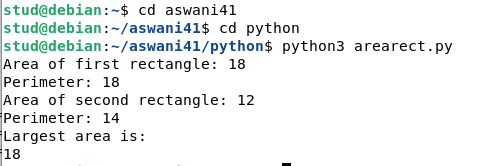 stud@debian:~$ cd aswani41
stud@debian:~/aswani41$ cd python
stud@debian:~/aswani41/python$ python3 arearect.py
Area of first rectangle: 18
Perimeter: 18
Area of second rectangle: 12
Perimeter: 14
Largest area is:
18